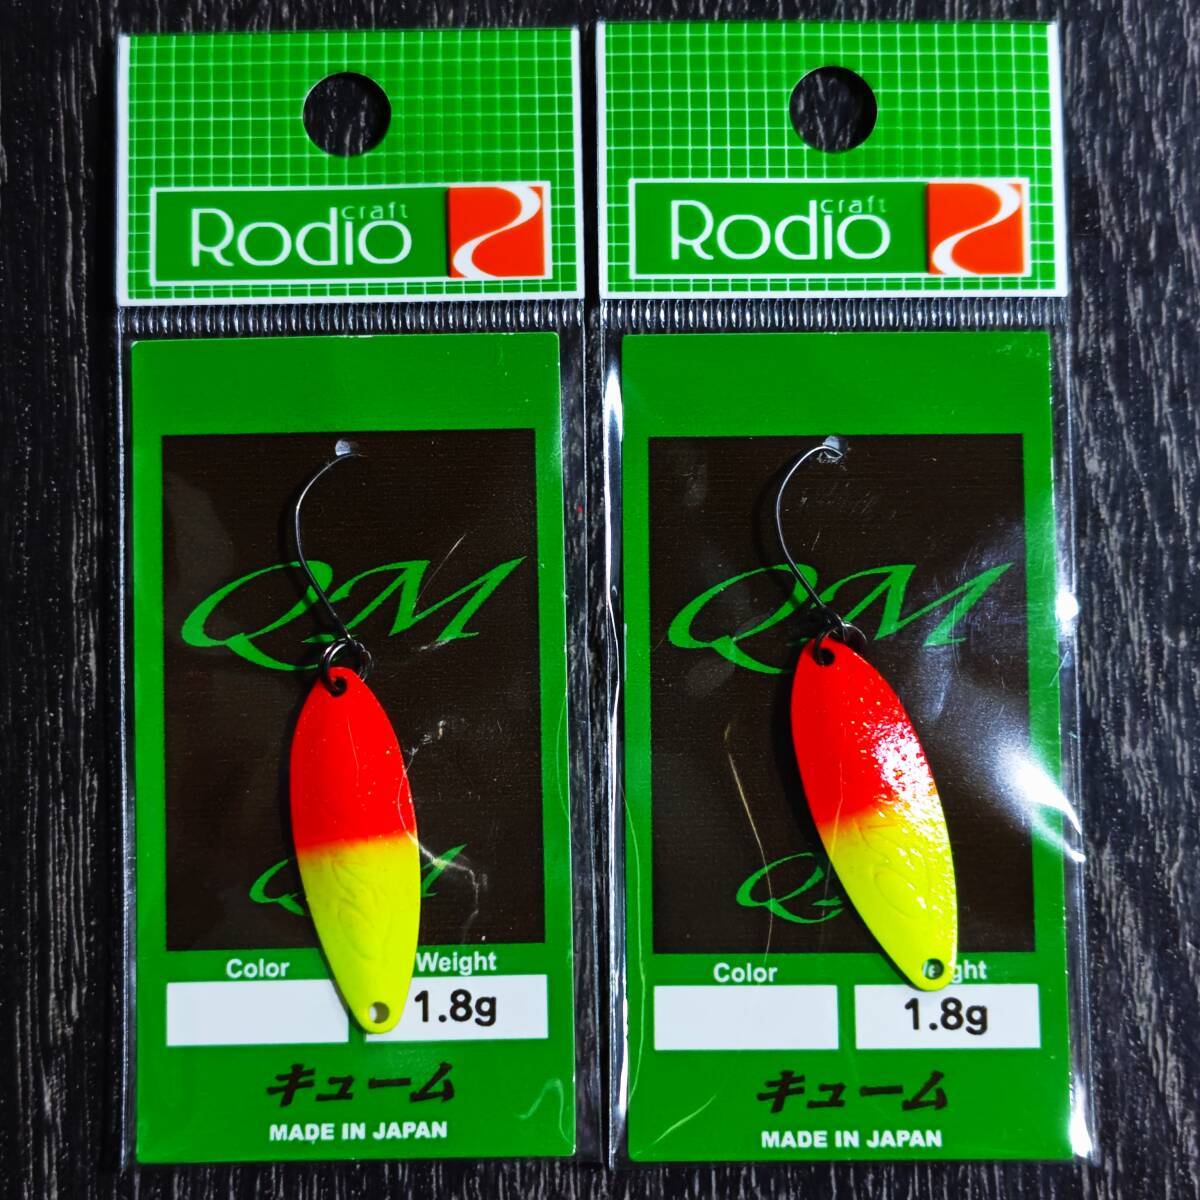 Rodio craft
QM
QM
Color
Weight
1.8g
キューム
MADE IN JAPAN
Rodio craft
QM
Color
Weight
1.8g
キューム
MADE IN JAPAN